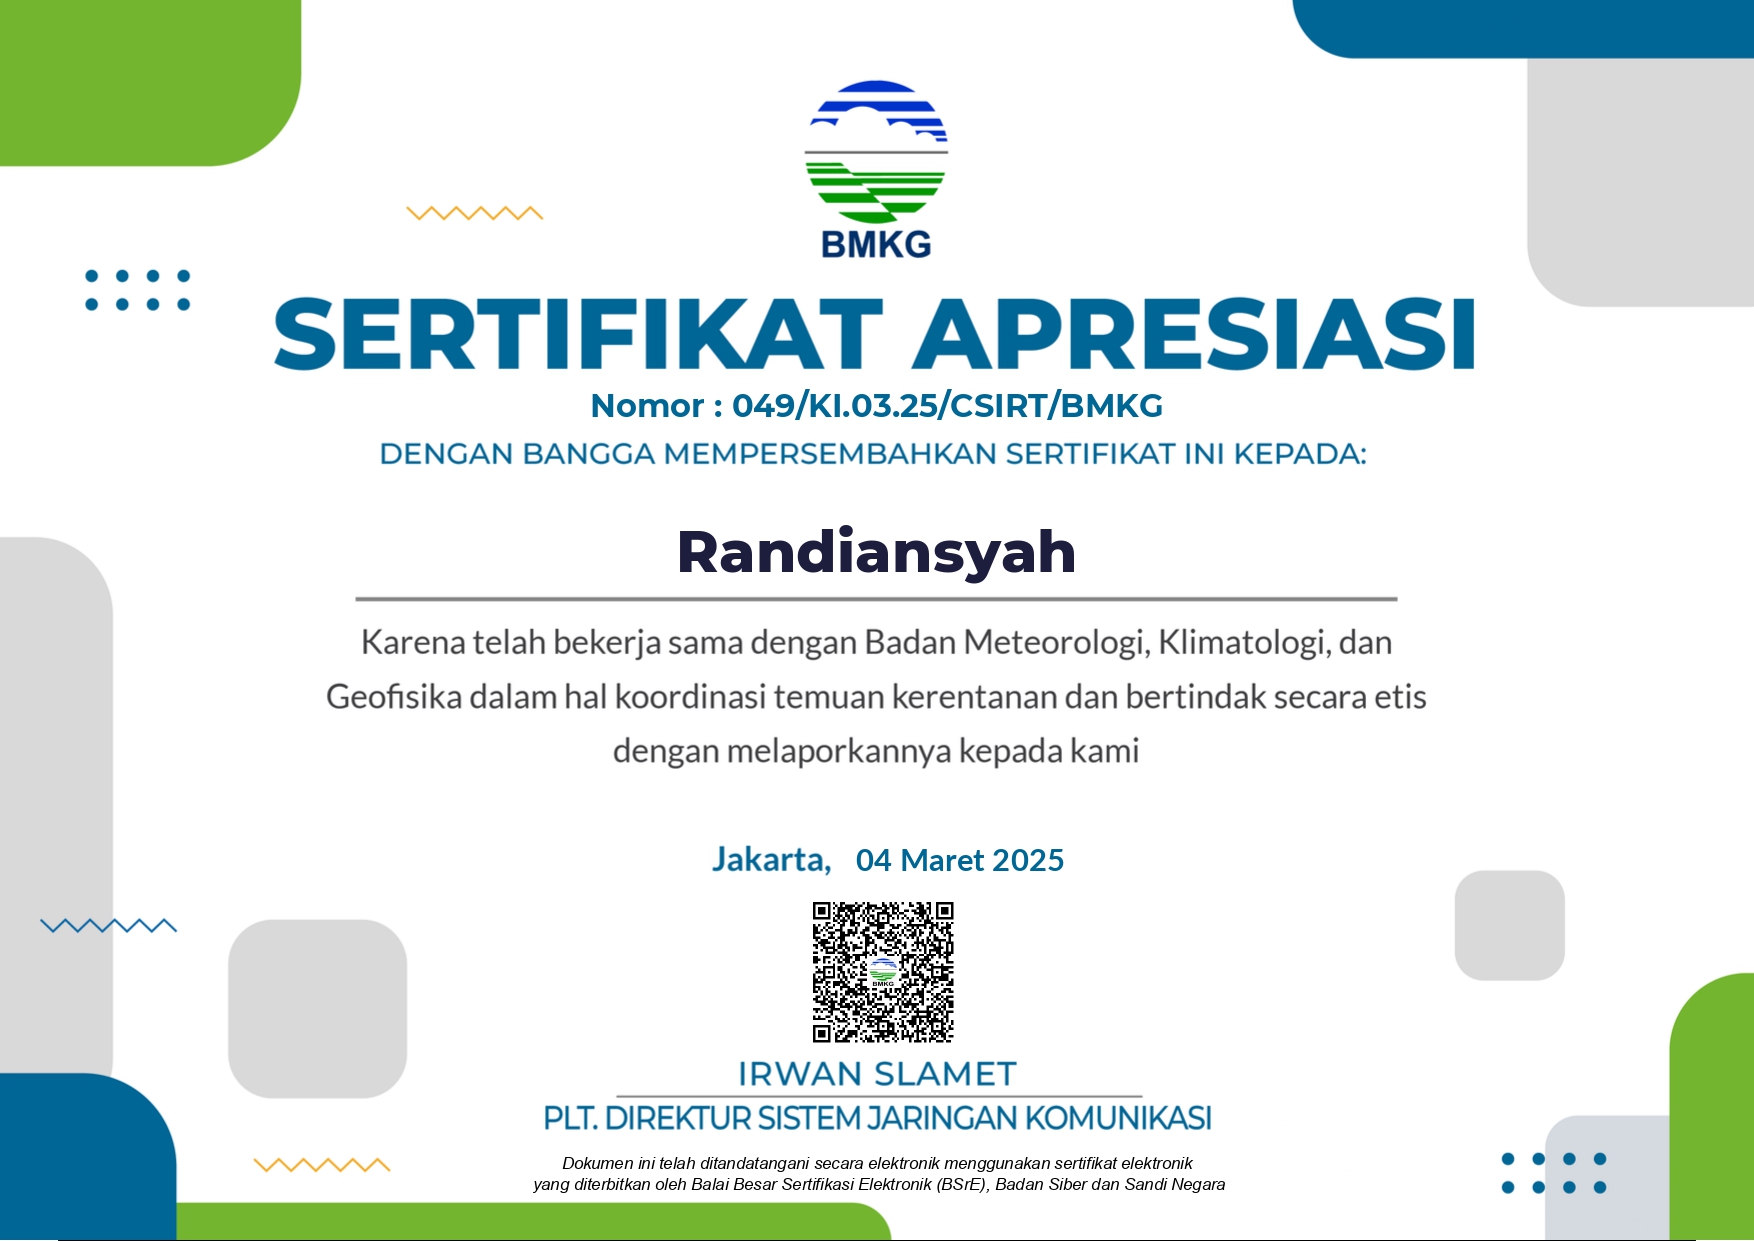 BMKG
SERTIFIKAT APRESIASI
Nomor : 049/KI.03.25/CSIRT/BMKG
DENGAN BANGGA MEMPERSEMBAHKAN SERTIFIKAT INI KEPADA:
Randiansyah
Karena telah bekerja sama dengan Badan Meteorologi, Klimatologi, dan
Geofisika dalam hal koordinasi temuan kerentanan dan bertindak secara etis
dengan melaporkannya kepada kami
Jakarta, 04 Maret 2025
BMKG
IRWAN SLAMET
PLT. DIREKTUR SISTEM JARINGAN KOMUNIKASI
Dokumen ini telah ditandatangani secara elektronik menggunakan sertifikat elektronik
yang diterbitkan oleh Balai Besar Sertifikasi Elektronik (BSrE), Badan Siber dan Sandi Negara